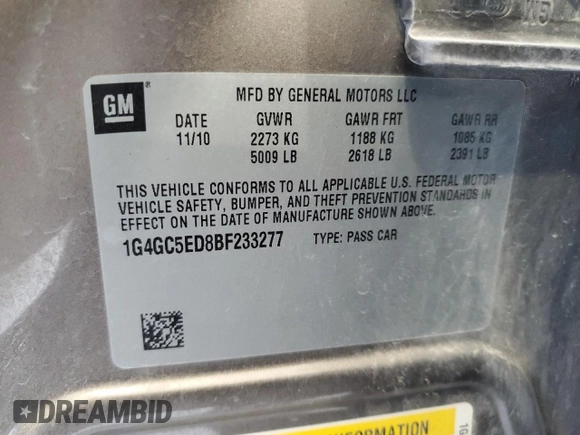 W5
GM
MFD BY GENERAL MOTORS LLC
DATE GVWR GAWR FRT GAWR RR
11/10 2273 KG 1188 KG 1085 KG
5009 LB 2618 LB 2391 LB
THIS VEHICLE CONFORMS TO ALL APPLICABLE U.S. FEDERAL MOTOR
VEHICLE SAFETY, BUMPER, AND THEFT PREVENTION STANDARDS IN
EFFECT ON THE DATE OF MANUFACTURE SHOWN ABOVE.
1G4GC5ED8BF233277 TYPE: PASS CAR
INFORMATION
DREAMBID